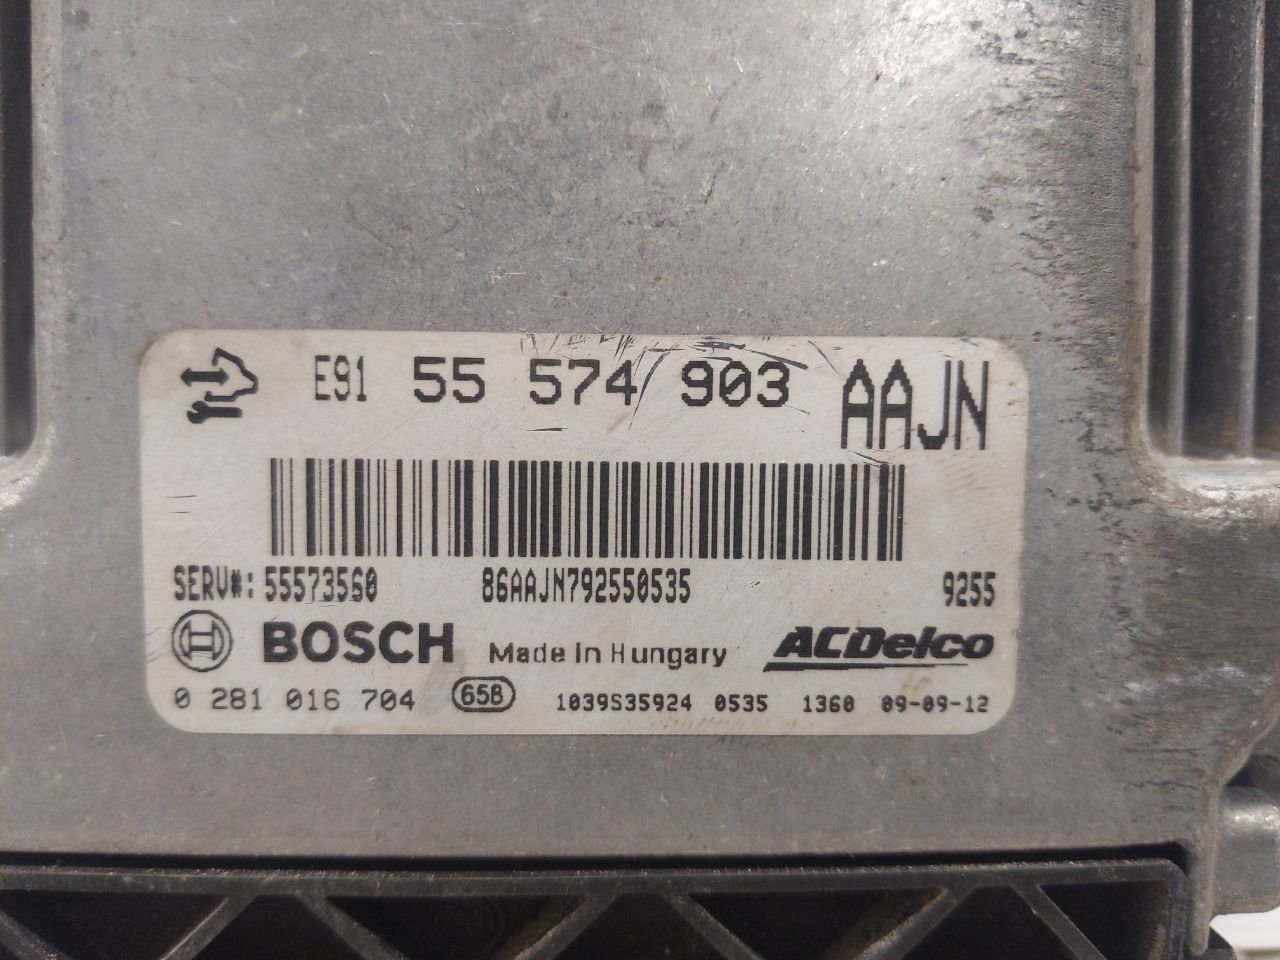 E91 55 574 903 AAJN
SERV#: 55573560 86AAJN792550535 9255
BOSCH Made in Hungary ACDelco
0 281 016 704 65B 1039S35924 0535 1360 09-09-12